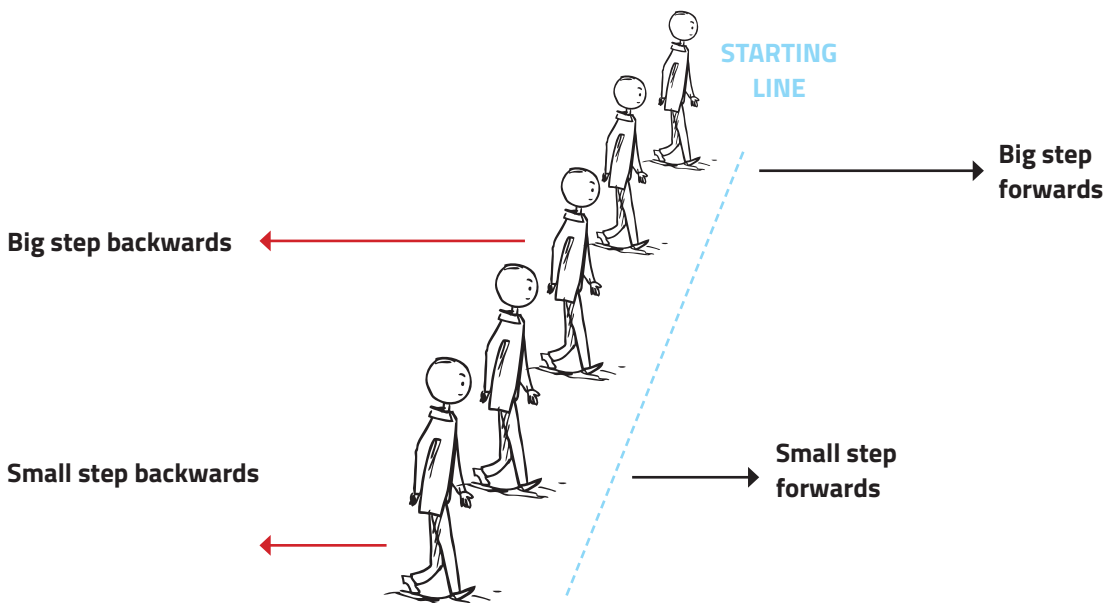 STARTING
LINE
Big step
forwards
Big step backwards
Small step
forwards
Small step backwards